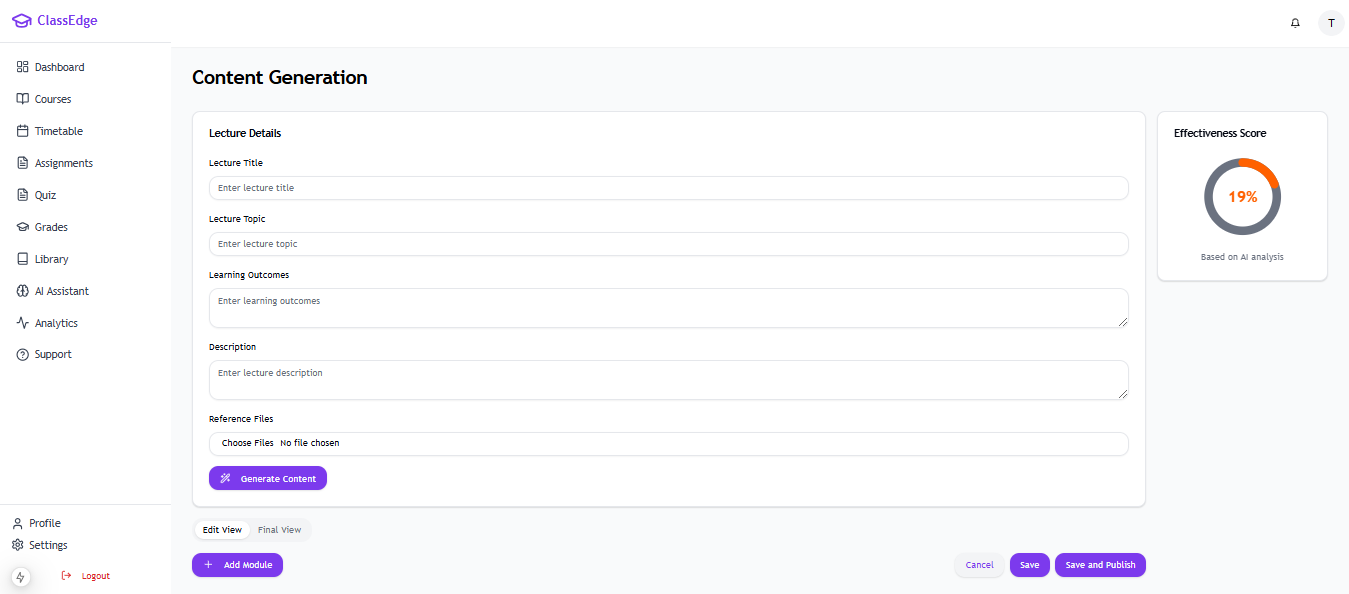 ClassEdge
T
Dashboard
Courses
Timetable
Assignments
Quiz
Grades
Library
AI Assistant
Analytics
Support
Profile
Settings
Logout
Content Generation
Lecture Details
Lecture Title
Enter lecture title
Lecture Topic
Enter lecture topic
Learning Outcomes
Enter learning outcomes
Description
Enter lecture description
Reference Files
Choose Files No file chosen
Generate Content
Edit View Final View
Add Module
Cancel Save Save and Publish
Effectiveness Score
19%
Based on AI analysis